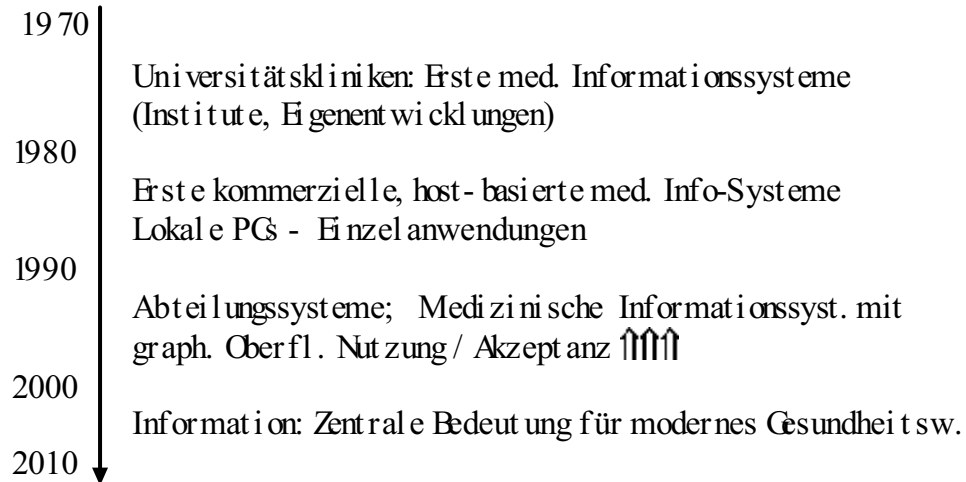 1970
Universitätskliniken: Erste med. Informationssysteme
(Institute, Eigenentwicklungen)
1980
Erste kommerzielle, host-basierte med. Info-Systeme
Lokale PCs - Einzelanwendungen
1990
Abteilungssysteme; Medizinische Informationssyst. mit
graph. Oberfl. Nutzung / Akzeptanz ⇑⇑⇑
2000
Information: Zentrale Bedeutung für modernes Gesundheitsw.
2010